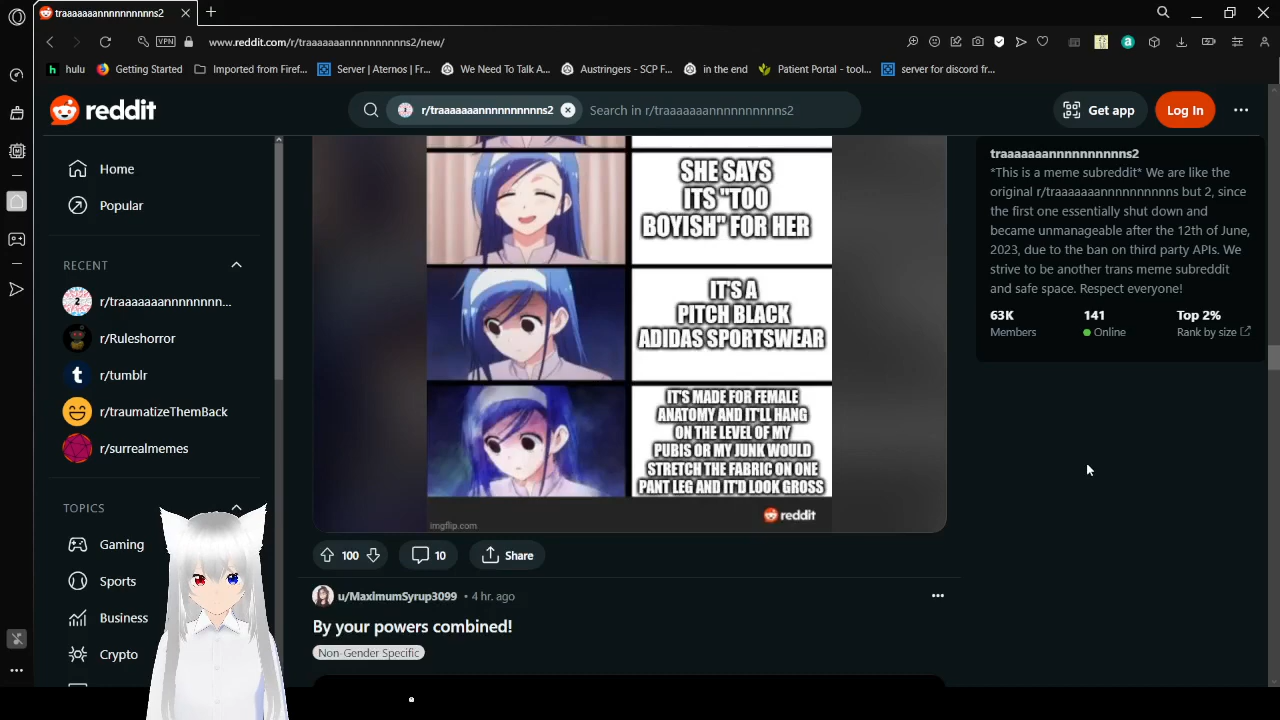 traaaaaaannnnnnnnnns2
VPN
www.reddit.com/r/traaaaaaannnnnnnnnns2/new/
hulu
Getting Started
Imported from Firef...
Server | Aternos | Fr...
We Need To Talk A...
Austringers - SCP F...
in the end
Patient Portal - tool...
server for discord fr...
reddit
r/traaaaaaannnnnnnnnns2
Search in r/traaaaaaannnnnnnnnns2
Get app
Log In
Home
Popular
RECENT
r/traaaaaaannnnnnn...
r/Ruleshorror
r/tumblr
r/traumatizeThemBack
r/surrealmemes
TOPICS
Gaming
Sports
Business
Crypto
SHE SAYS
ITS "TOO
BOYISH" FOR HER
IT'S A
PITCH BLACK
ADIDAS SPORTSWEAR
IT'S MADE FOR FEMALE
ANATOMY AND IT'LL HANG
ON THE LEVEL OF MY
PUBIS OR MY JUNK WOULD
STRETCH THE FABRIC ON ONE
PANT LEG AND IT'D LOOK GROSS
imgflip.com
reddit
100
10
Share
u/MaximumSyrup3099 • 4 hr. ago
By your powers combined!
Non-Gender Specific
traaaaaaannnnnnnnnns2
*This is a meme subreddit* We are like the
original r/traaaaaaannnnnnnnnns but 2, since
the first one essentially shut down and
became unmanageable after the 12th of June,
2023, due to the ban on third party APIs. We
strive to be another trans meme subreddit
and safe space. Respect everyone!
63K
Members
141
Online
Top 2%
Rank by size